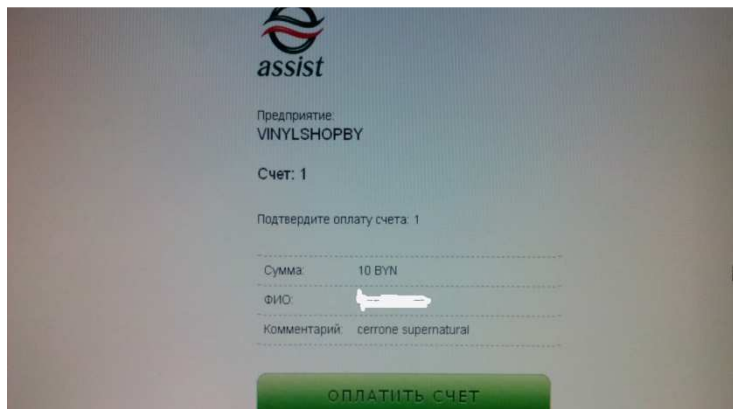 assist
Предприятие:
VINYLSHOPBY
Счет: 1
Подтвердите оплату счета: 1
Сумма: 10 BYN
ФИО:
Комментарий: cerrone supernatural
ОПЛАТИТЬ СЧЕТ